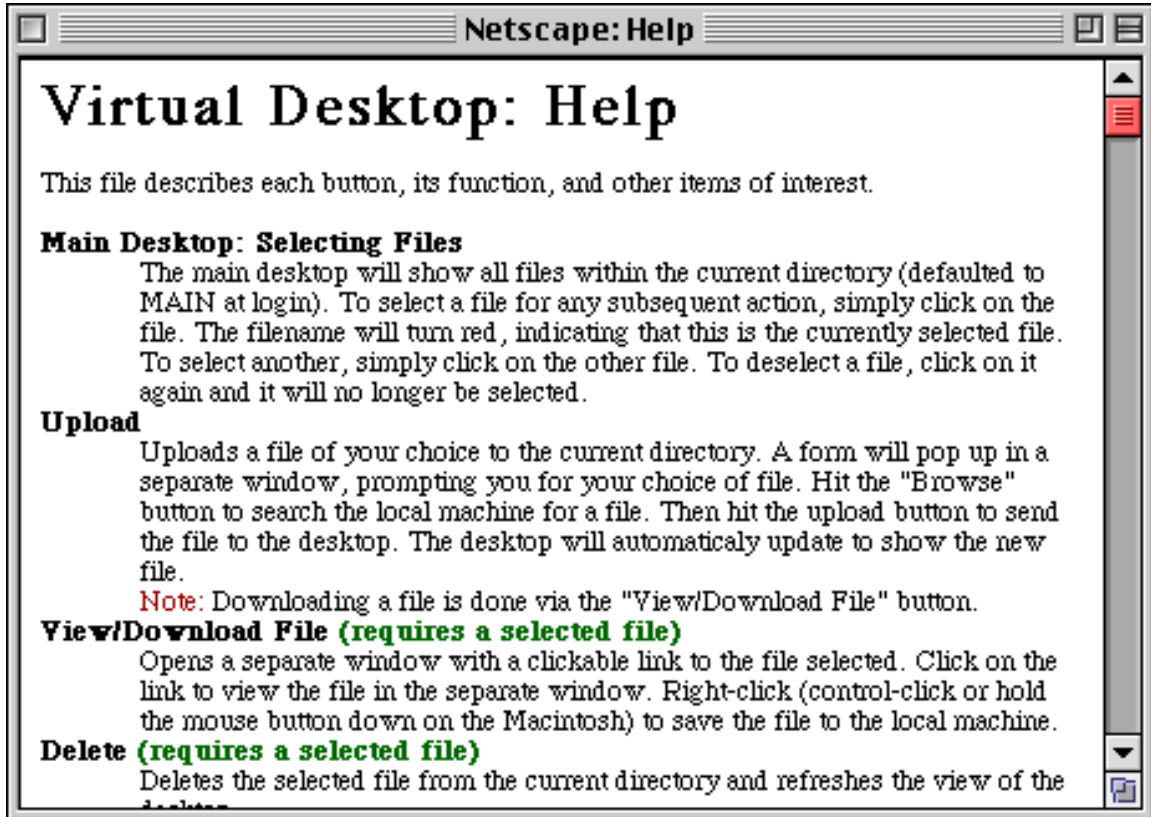 Netscape: Help
Virtual Desktop: Help
This file describes each button, its function, and other items of interest.
Main Desktop: Selecting Files
The main desktop will show all files within the current directory (defaulted to
MAIN at login). To select a file for any subsequent action, simply click on the
file. The filename will turn red, indicating that this is the currently selected file.
To select another, simply click on the other file. To deselect a file, click on it
again and it will no longer be selected.
Upload
Uploads a file of your choice to the current directory. A form will pop up in a
separate window, prompting you for your choice of file. Hit the "Browse"
button to search the local machine for a file. Then hit the upload button to send
the file to the desktop. The desktop will automaticaly update to show the new
file.
Note: Downloading a file is done via the "View/Download File" button.
View/Download File (requires a selected file)
Opens a separate window with a clickable link to the file selected. Click on the
link to view the file in the separate window. Right-click (control-click or hold
the mouse button down on the Macintosh) to save the file to the local machine.
Delete (requires a selected file)
Deletes the selected file from the current directory and refreshes the view of the